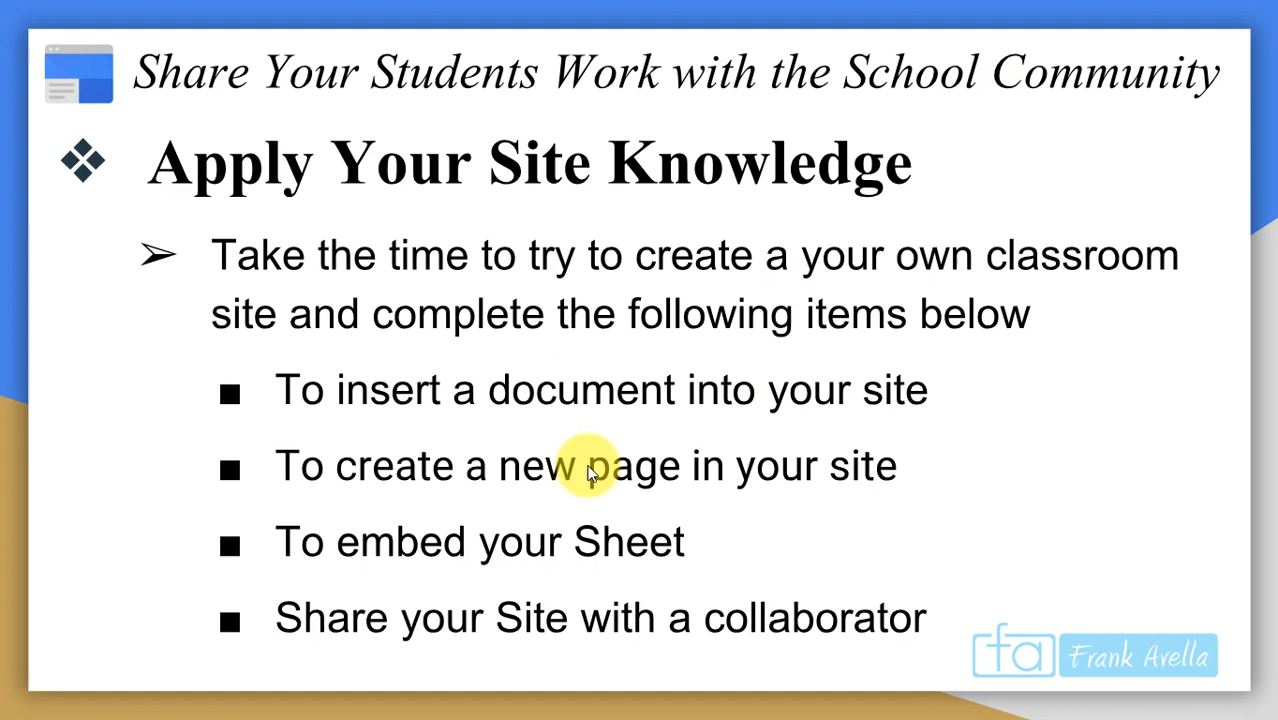 Share Your Students Work with the School Community
❖ Apply Your Site Knowledge
➢ Take the time to try to create a your own classroom
site and complete the following items below
■ To insert a document into your site
■ To create a new page in your site
■ To embed your Sheet
■ Share your Site with a collaborator
fa Frank Avella